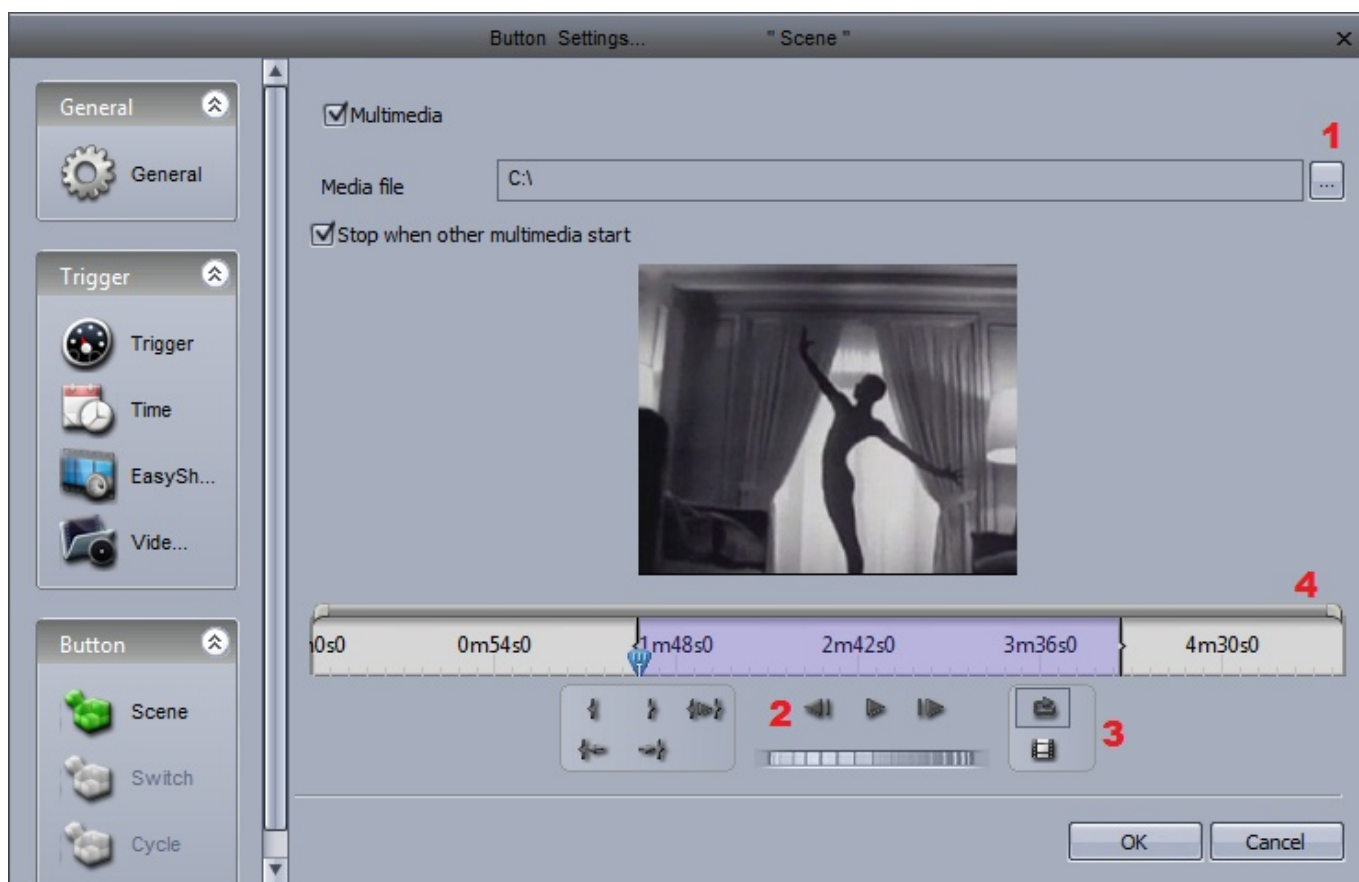 Button Settings... " Scene "
General
General
Trigger
Trigger
Time
EasySh...
Vide...
Button
Scene
Switch
Cycle
Multimedia
1
Media file C:\ ...
Stop when other multimedia start
4
0s0 0m54s0 1m48s0 2m42s0 3m36s0 4m30s0
2
3
OK Cancel